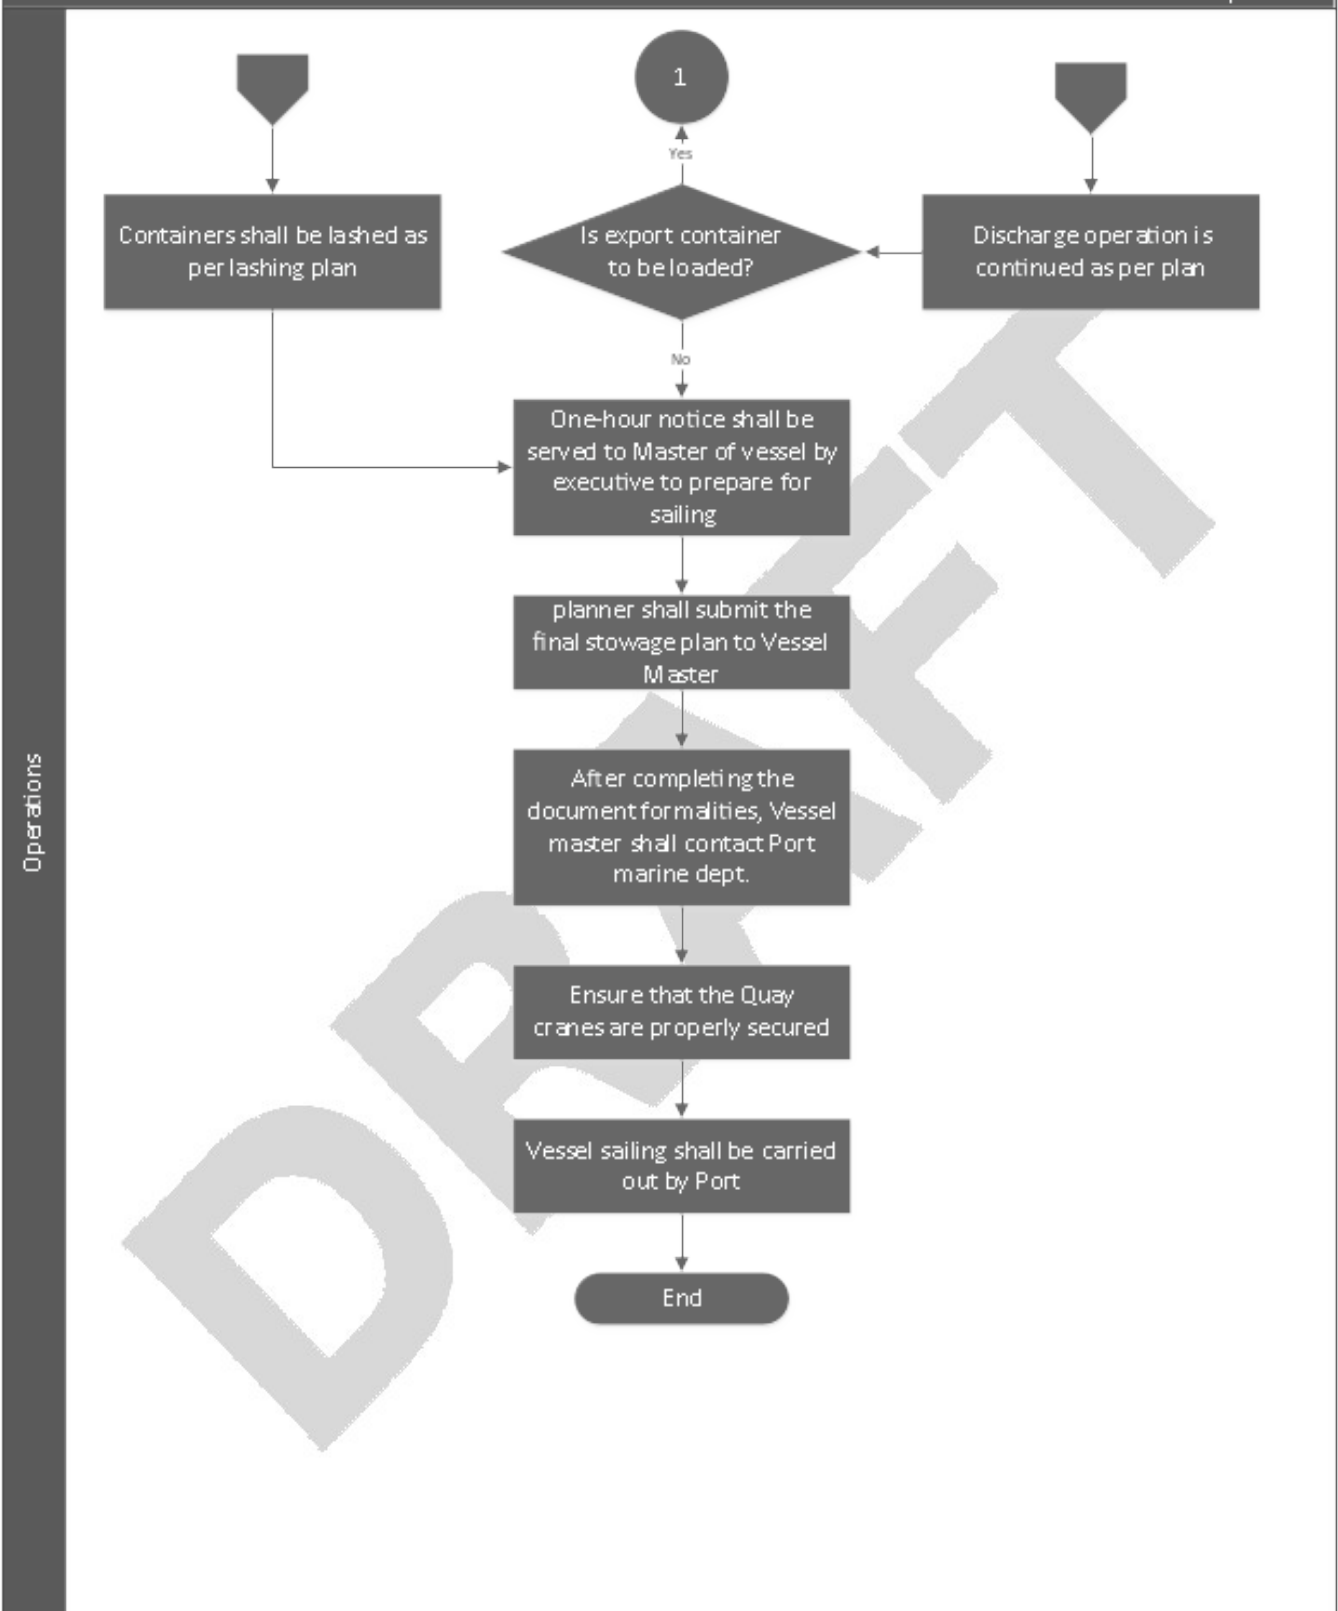 1
Yes
Containers shall be lashed as
per lashing plan
Is export container
to be loaded?
Discharge operation is
continued as per plan
No
One-hour notice shall be
served to Master of vessel by
executive to prepare for
sailing
planner shall submit the
final stowage plan to Vessel
Master
After completing the
document formalities, Vessel
master shall contact Port
marine dept.
Ensure that the Quay
cranes are properly secured
Vessel sailing shall be carried
out by Port
End
Operations
DRAFT